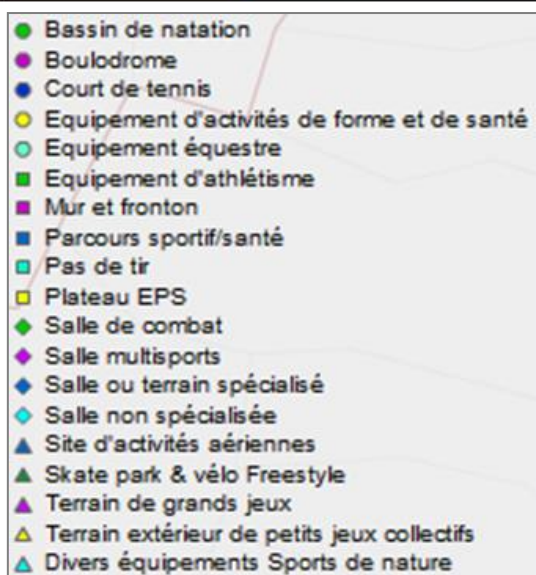 Bassin de natation
Boulodrome
Court de tennis
Equipement d'activités de forme et de santé
Equipement équestre
Equipement d'athlétisme
Mur et fronton
Parcours sportif/santé
Pas de tir
Plateau EPS
Salle de combat
Salle multisports
Salle ou terrain spécialisé
Salle non spécialisée
Site d'activités aériennes
Skate park & vélo Freestyle
Terrain de grands jeux
Terrain extérieur de petits jeux collectifs
Divers équipements Sports de nature